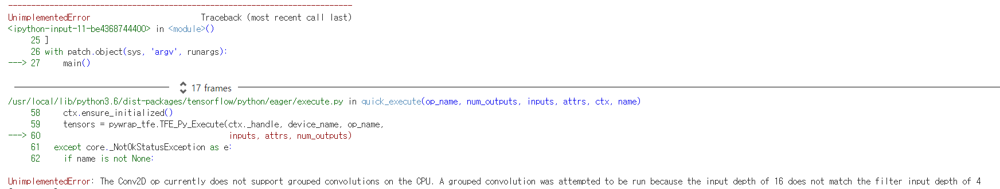 ---------------------------------------------------------------------------
UnimplementedError                        Traceback (most recent call last)
<ipython-input-11-be4368744400> in <module>()
     25 ]
     26 with patch.object(sys, 'argv', runargs):
---> 27     main()
17 frames
/usr/local/lib/python3.6/dist-packages/tensorflow/python/eager/execute.py in quick_execute(op_name, num_outputs, inputs, attrs, ctx, name)
     58     ctx.ensure_initialized()
     59     tensors = pywrap_tfe.TFE_Py_Execute(ctx._handle, device_name, op_name,
---> 60                                         inputs, attrs, num_outputs)
     61   except core._NotOkStatusException as e:
     62     if name is not None:
UnimplementedError: The Conv2D op currently does not support grouped convolutions on the CPU. A grouped convolution was attempted to be run because the input depth of 16 does not match the filter input depth of 4